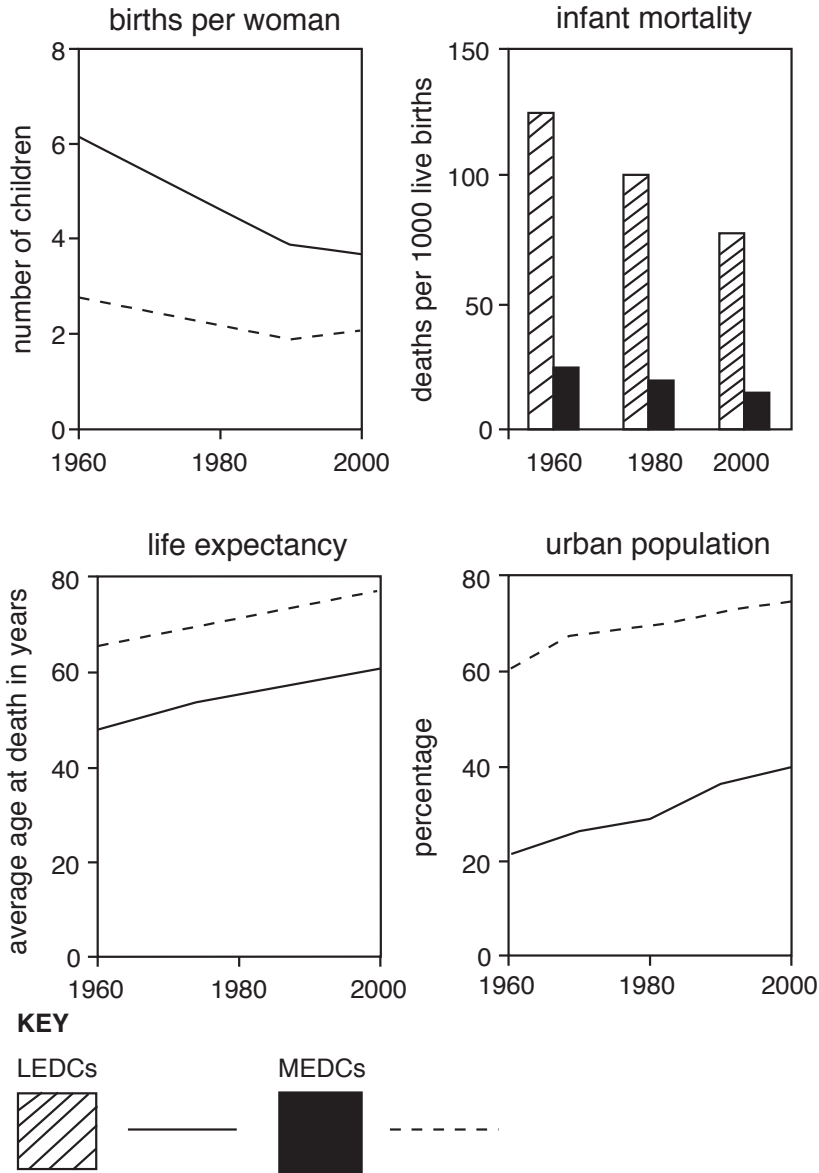 births per woman
number of children
8
6
4
2
0
1960 1980 2000
infant mortality
deaths per 1000 live births
150
100
50
0
1960 1980 2000
life expectancy
average age at death in years
80
60
40
20
0
1960 1980 2000
urban population
percentage
80
60
40
20
0
1960 1980 2000
KEY
LEDCs MEDCs